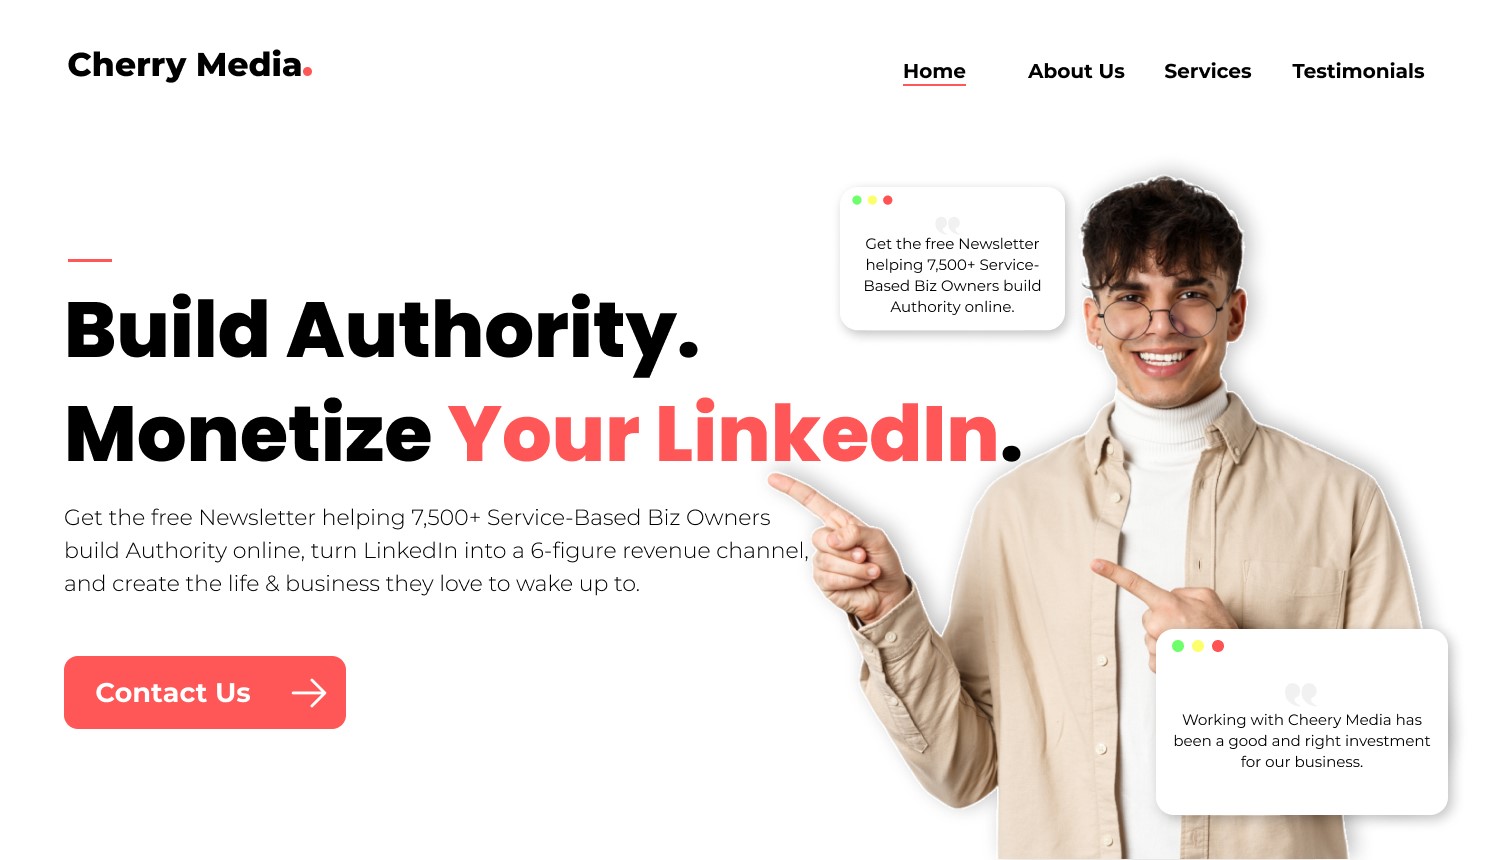 Cherry Media.
Home
About Us
Services
Testimonials
Get the free Newsletter
helping 7,500+ Service-
Based Biz Owners build
Authority online.
Build Authority.
Monetize Your LinkedIn.
Get the free Newsletter helping 7,500+ Service-Based Biz Owners
build Authority online, turn LinkedIn into a 6-figure revenue channel,
and create the life & business they love to wake up to.
Contact Us
Working with Cheery Media has
been a good and right investment
for our business.